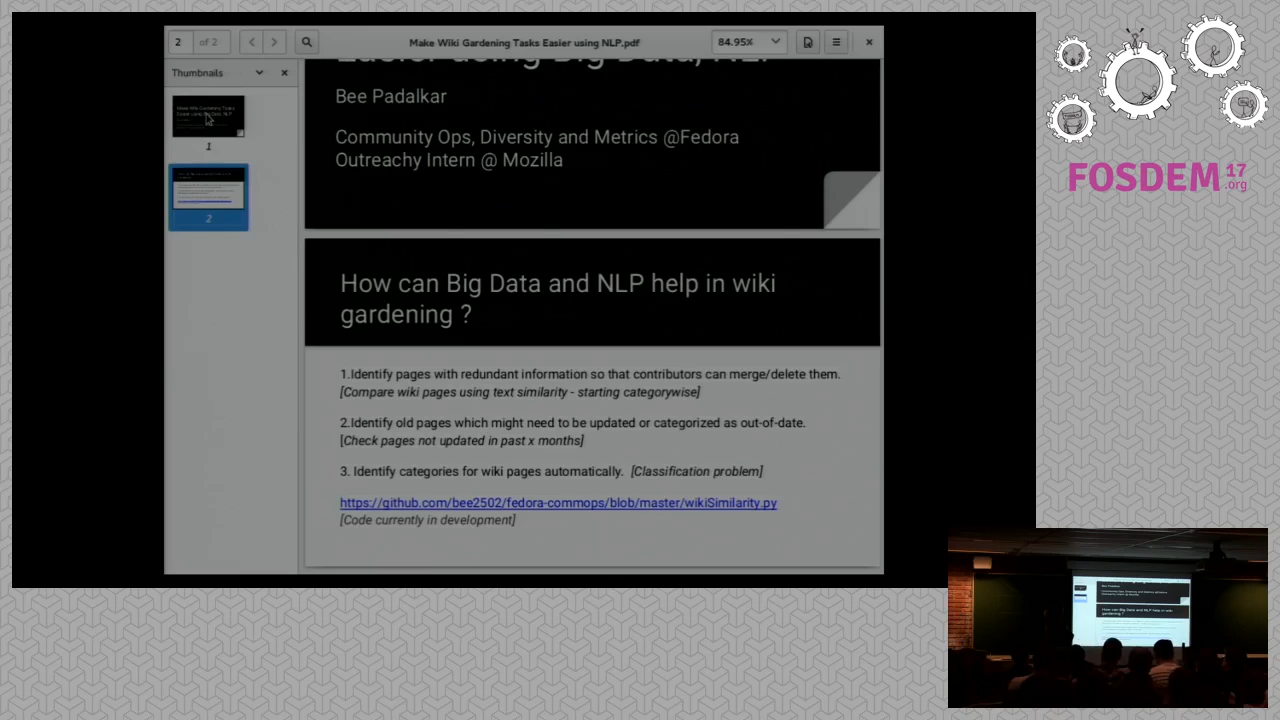 2 of 2
Make Wiki Gardening Tasks Easier using NLP.pdf
84.95%
Thumbnails
1
2
Easier using Big Data, NLP
Bee Padalkar
Community Ops, Diversity and Metrics @Fedora
Outreachy Intern @ Mozilla
How can Big Data and NLP help in wiki
gardening ?
1.Identify pages with redundant information so that contributors can merge/delete them.
[Compare wiki pages using text similarity - starting categorywise]
2.Identify old pages which might need to be updated or categorized as out-of-date.
[Check pages not updated in past x months]
3. Identify categories for wiki pages automatically. [Classification problem]
https://github.com/bee2502/fedora-commops/blob/master/wikiSimilarity.py
[Code currently in development]
FOSDEM 17
.org